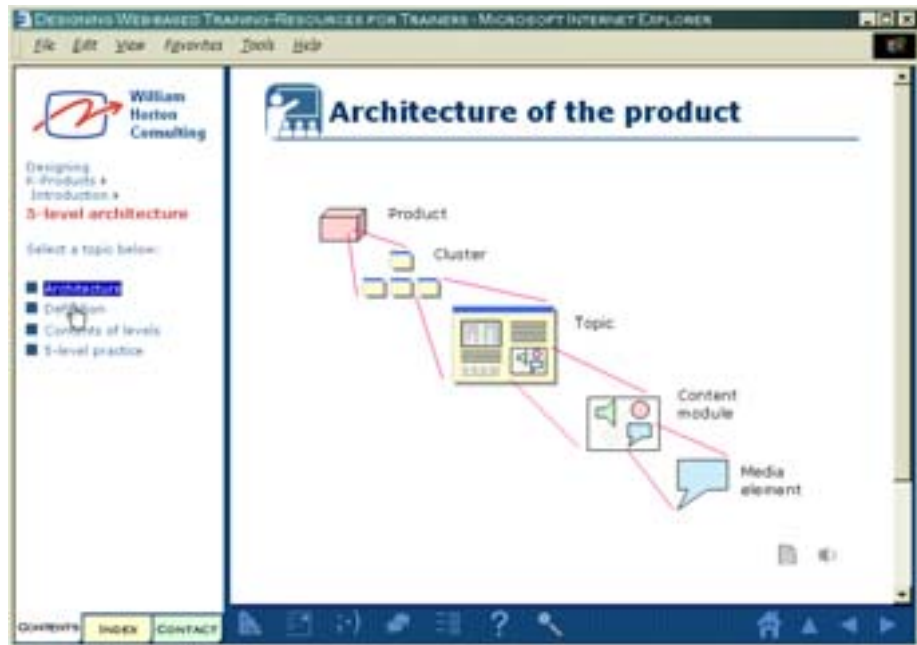 DESIGNING WEB-BASED TRAINING-RESOURCES FOR TRAINERS - MICROSOFT INTERNET EXPLORER
File Edit View Favorites Tools Help
William
Horton
Consulting
Designing
E-Products
Introduction
5-level architecture
Select a topic below:
Architecture
Definition
Contents of levels
5-level practice
Architecture of the product
Product
Cluster
Topic
Content
module
Media
element
CONTENTS INDEX CONTACT